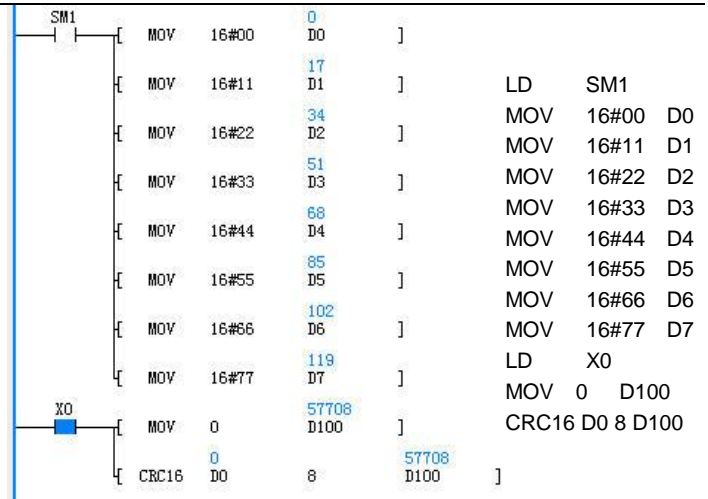 SM1
0
[ MOV 16#00 D0 ]
17
[ MOV 16#11 D1 ]
34
[ MOV 16#22 D2 ]
51
[ MOV 16#33 D3 ]
68
[ MOV 16#44 D4 ]
85
[ MOV 16#55 D5 ]
102
[ MOV 16#66 D6 ]
119
[ MOV 16#77 D7 ]
X0
57708
[ MOV 0 D100 ]
0 57708
[ CRC16 D0 8 D100 ]
LD SM1
MOV 16#00 D0
MOV 16#11 D1
MOV 16#22 D2
MOV 16#33 D3
MOV 16#44 D4
MOV 16#55 D5
MOV 16#66 D6
MOV 16#77 D7
LD X0
MOV 0 D100
CRC16 D0 8 D100